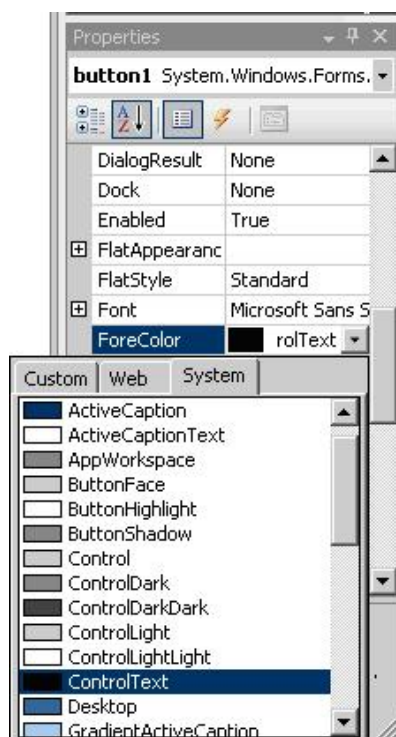 Properties
button1 System.Windows.Forms.
DialogResult None
Dock None
Enabled True
FlatAppearanc
FlatStyle Standard
Font Microsoft Sans S
ForeColor rolText
Custom Web System
ActiveCaption
ActiveCaptionText
AppWorkspace
ButtonFace
ButtonHighlight
ButtonShadow
Control
ControlDark
ControlDarkDark
ControlLight
ControlLightLight
ControlText
Desktop
GradientActiveCaption